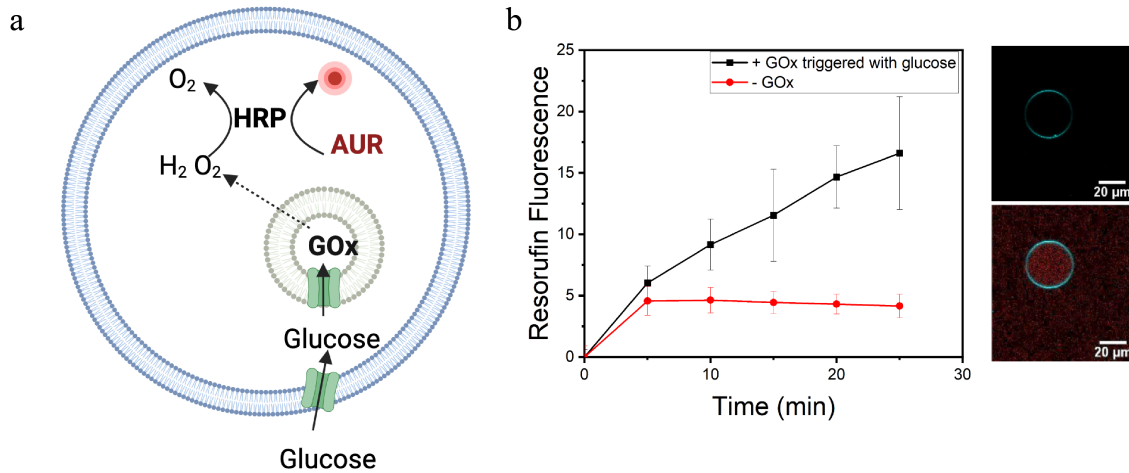 a
O2
HRP
AUR
H2 O2
GOx
Glucose
Glucose
b
Resorufin Fluorescence
25
20
15
10
5
0
+ GOx triggered with glucose
- GOx
0
10
20
30
Time (min)
20 μm
20 μm